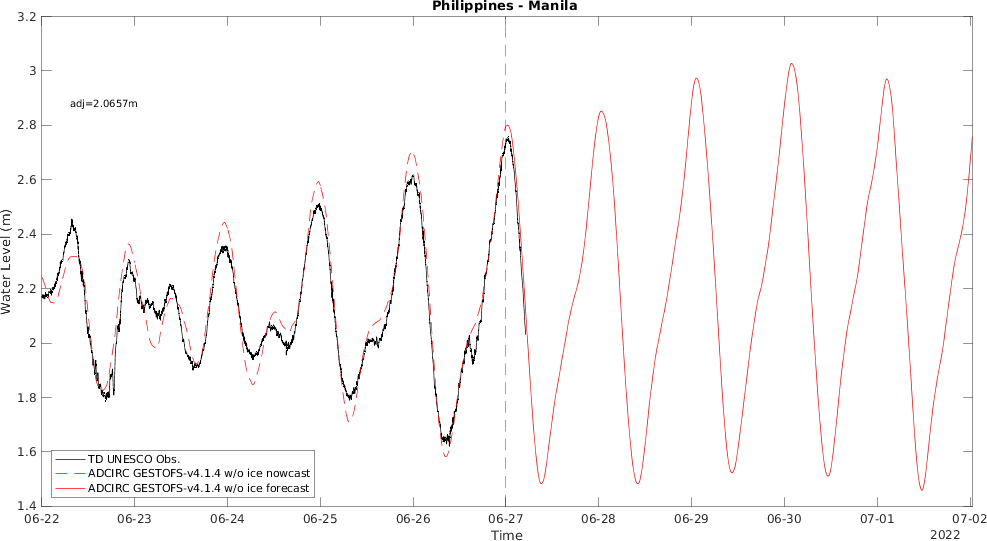 Philippines - Manila
3.2
3
2.8
2.6
2.4
2.2
2
1.8
1.6
1.4
Water Level (m)
adj=2.0657m
TD UNESCO Obs.
ADCIRC GESTOFS-v4.1.4 w/o ice nowcast
ADCIRC GESTOFS-v4.1.4 w/o ice forecast
06-22 06-23 06-24 06-25 06-26 06-27 06-28 06-29 06-30 07-01 07-02
Time
2022